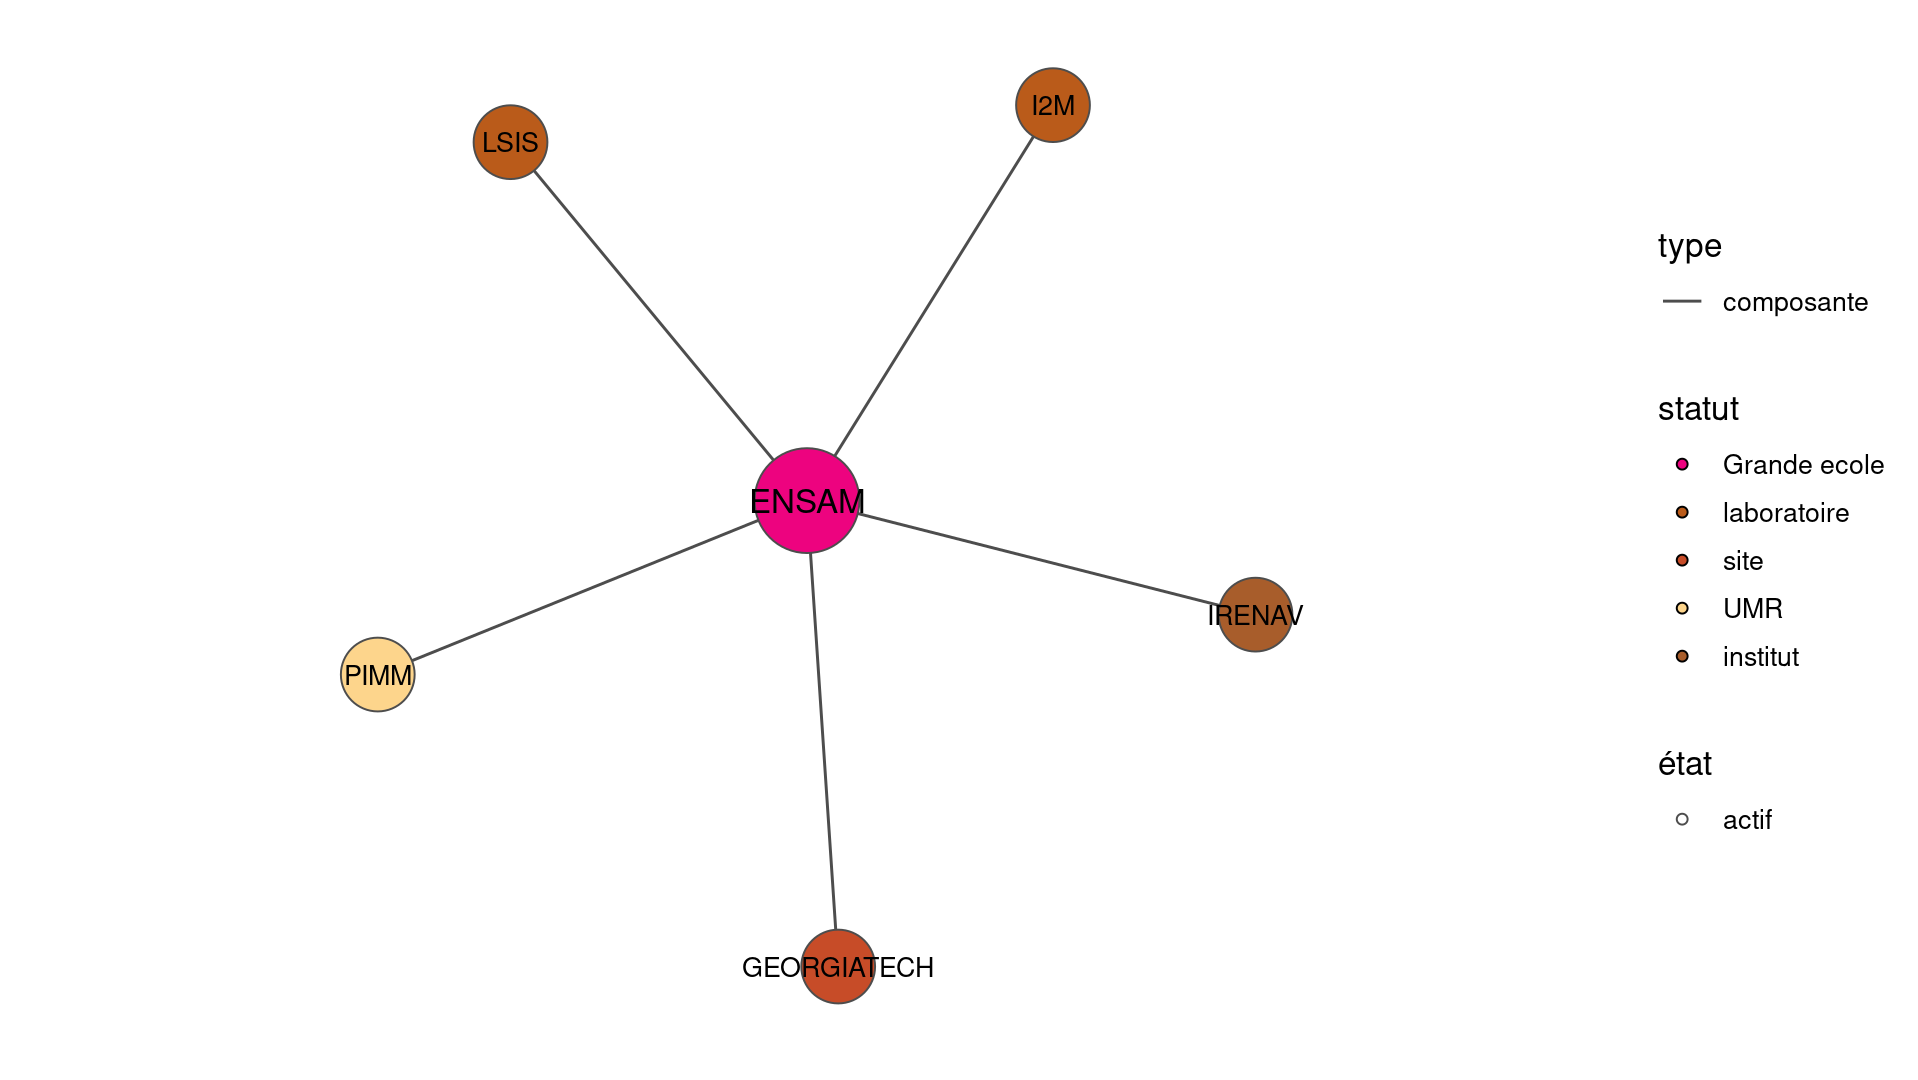 I2M
LSIS
ENSAM
IRENAV
PIMM
GEORGIATECH
type
composante
statut
Grande ecole
laboratoire
site
UMR
institut
état
actif